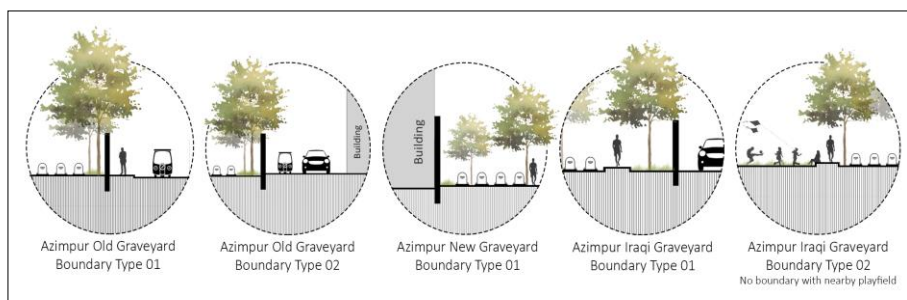 Building
Building
Azimpur Old Graveyard
Boundary Type 01
Azimpur Old Graveyard
Boundary Type 02
Azimpur New Graveyard
Boundary Type 01
Azimpur Iraqi Graveyard
Boundary Type 01
Azimpur Iraqi Graveyard
Boundary Type 02
No boundary with nearby playfield